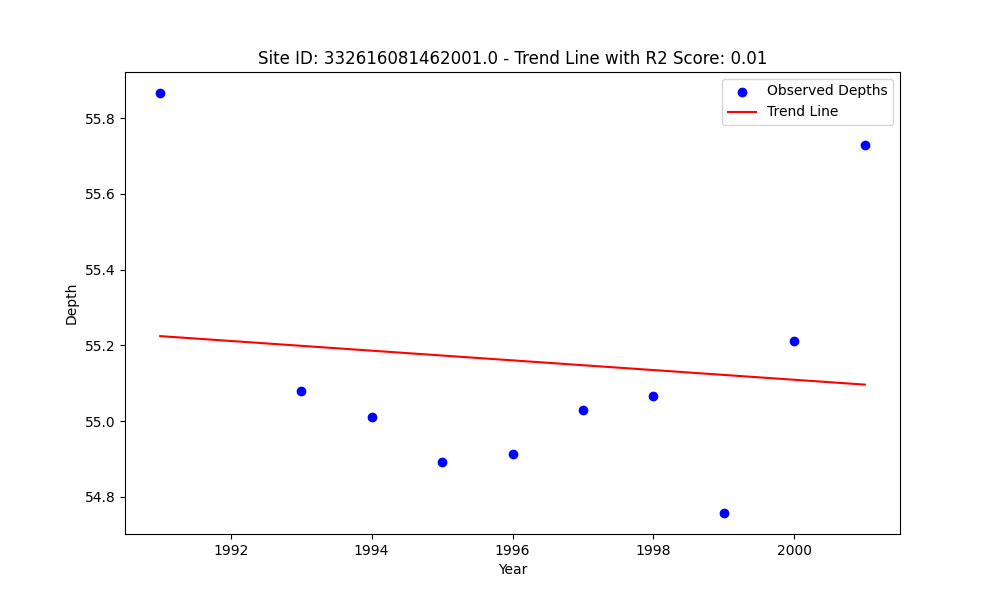 Site ID: 332616081462001.0 - Trend Line with R2 Score: 0.01
Observed Depths
Trend Line
55.8
55.6
55.4
55.2
55.0
54.8
Depth
1992
1994
1996
1998
2000
Year